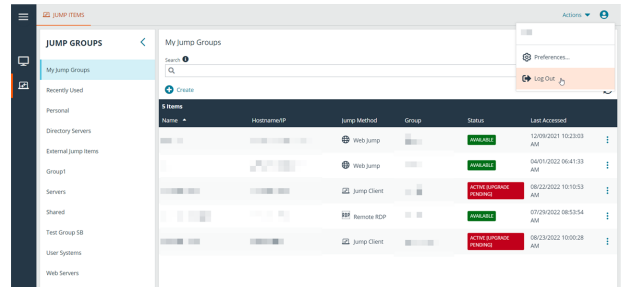 JUMP ITEMS
Actions
JUMP GROUPS
My Jump Groups
Recently Used
Personal
Directory Servers
External Jump Items
Group1
Servers
Shared
Test Group SB
User Systems
Web Servers
My Jump Groups
Search
Create
Preferences...
Log Out
5 Items
Name Hostname/IP Jump Method Group Status Last Accessed
Web Jump AVAILABLE 12/09/2021 10:23:03 AM
Web Jump AVAILABLE 04/01/2022 06:41:33 AM
Jump Client ACTIVE [UPGRADE PENDING] 08/22/2022 10:10:53 AM
RDP Remote RDP AVAILABLE 07/29/2022 08:53:54 AM
Jump Client ACTIVE [UPGRADE PENDING] 08/23/2022 10:00:28 AM